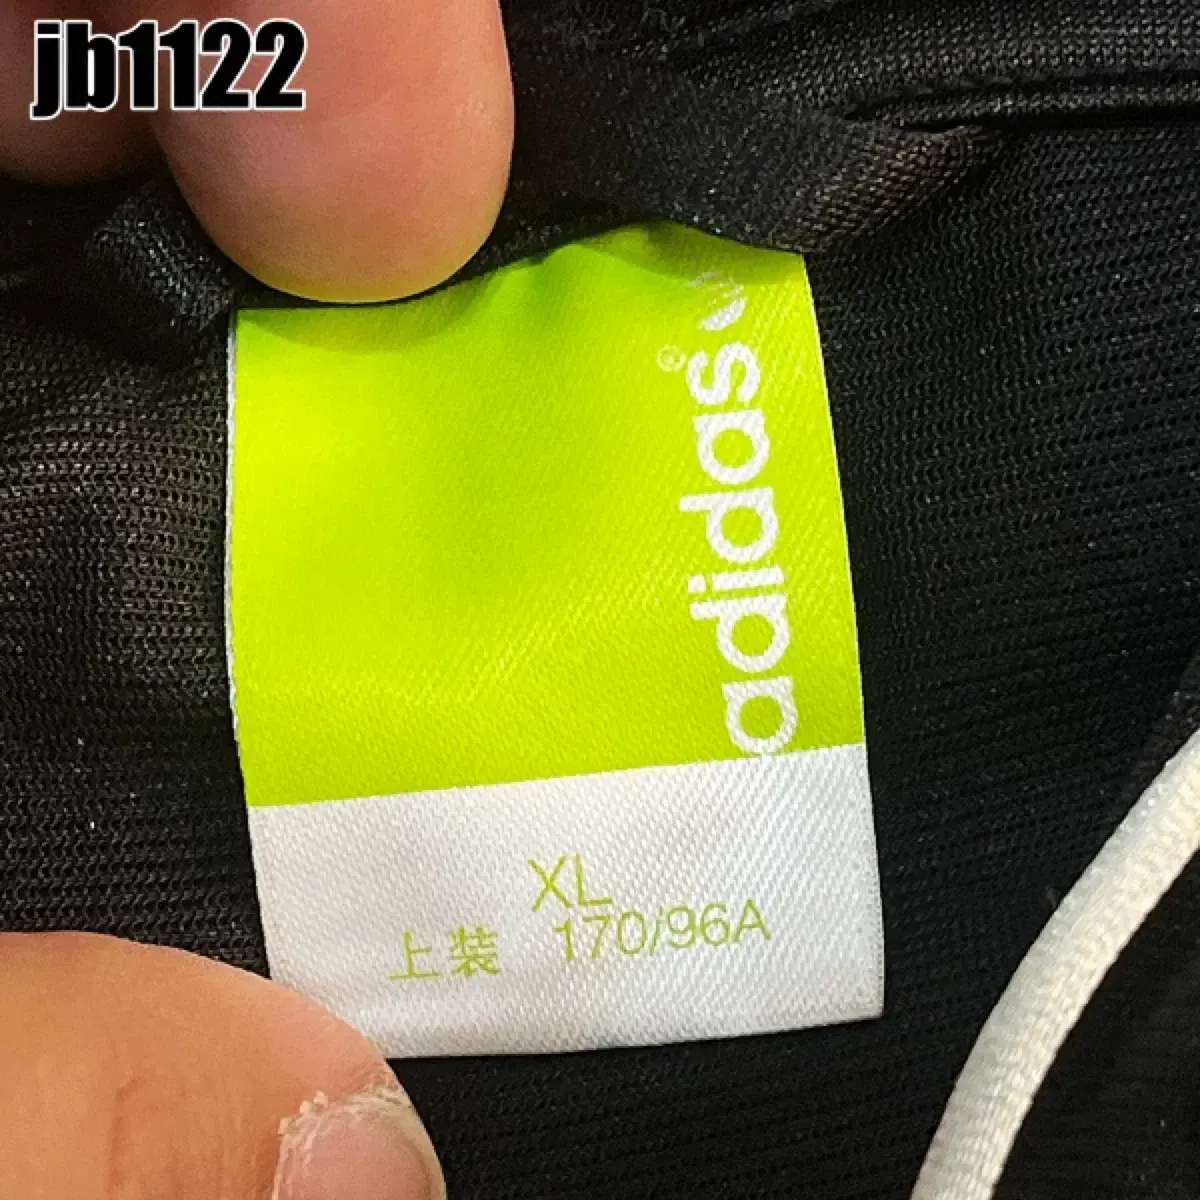 jb1122
adidas
XL
上装 170/96A